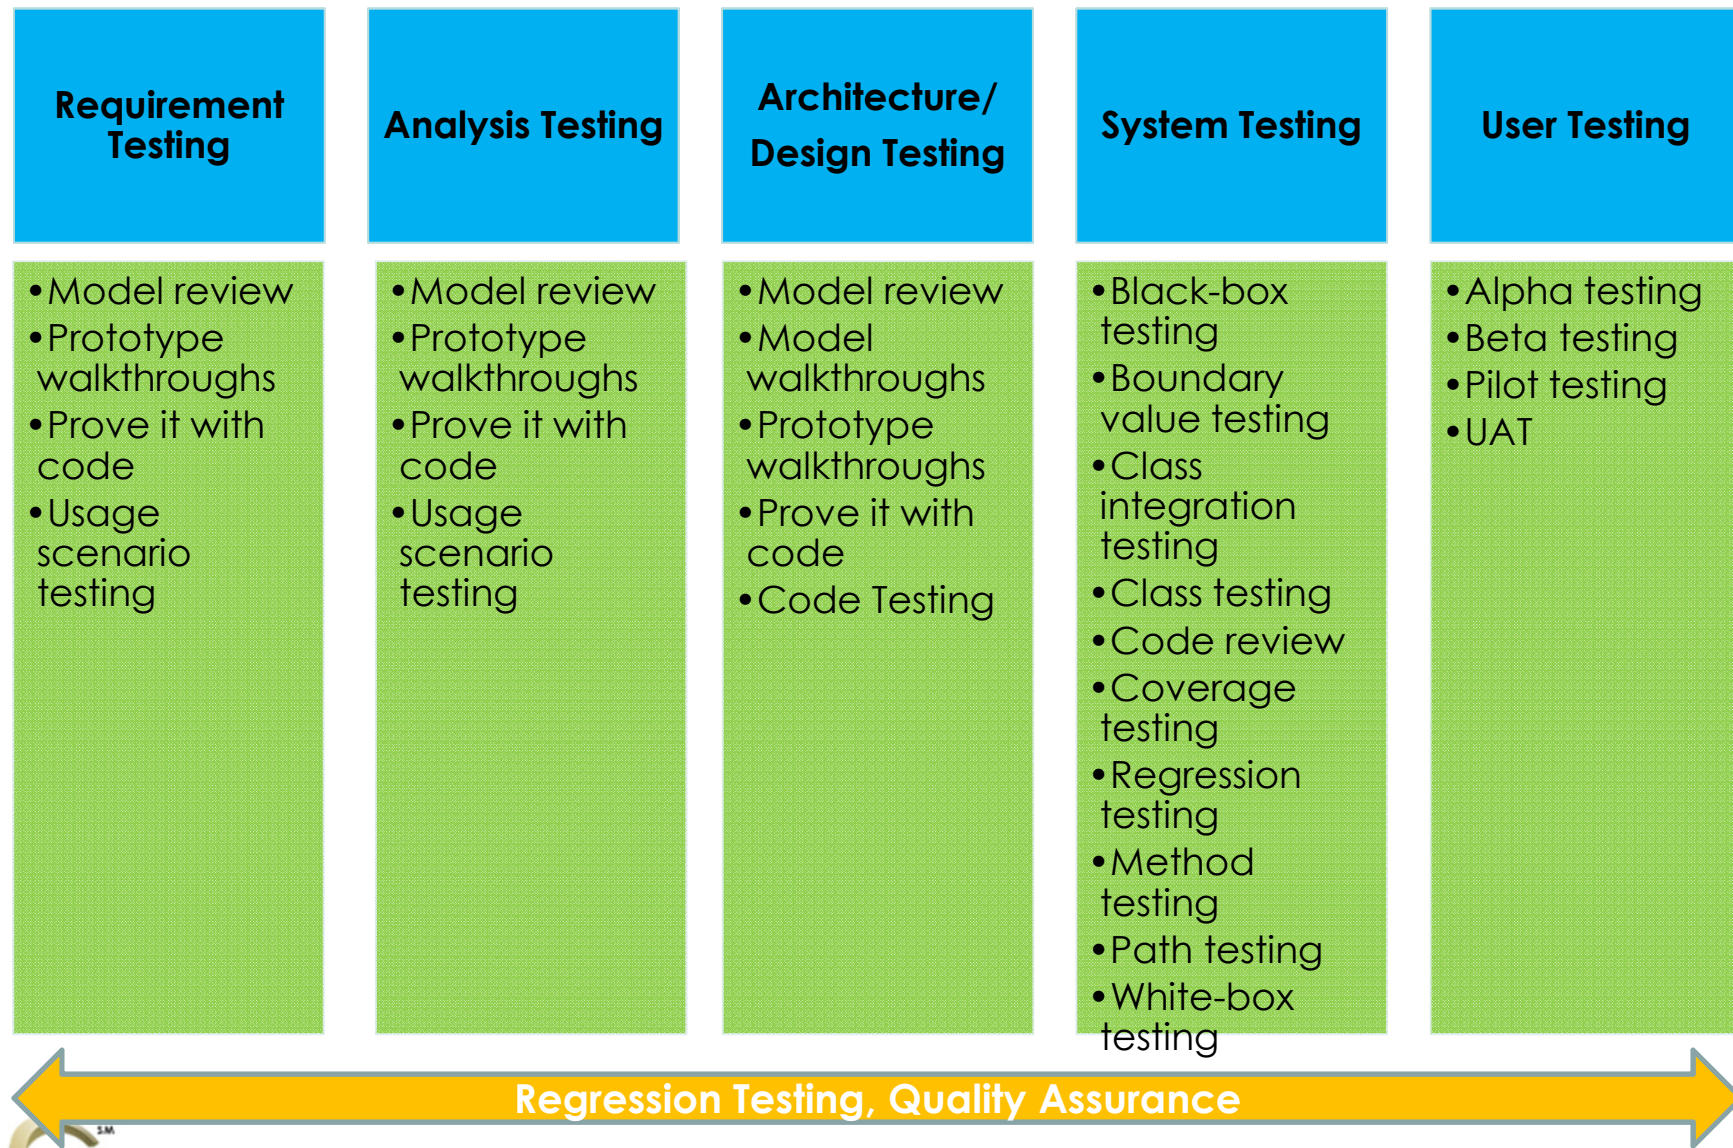 Requirement
Testing
Analysis Testing
Architecture/
Design Testing
System Testing
User Testing
•Model review
•Prototype
walkthroughs
•Prove it with
code
•Usage
scenario
testing
•Model review
•Prototype
walkthroughs
•Prove it with
code
•Usage
scenario
testing
•Model review
•Model
walkthroughs
•Prototype
walkthroughs
•Prove it with
code
•Code Testing
•Black-box
testing
•Boundary
value testing
•Class
integration
testing
•Class testing
•Code review
•Coverage
testing
•Regression
testing
•Method
testing
•Path testing
•White-box
testing
•Alpha testing
•Beta testing
•Pilot testing
•UAT
Regression Testing, Quality Assurance
SM